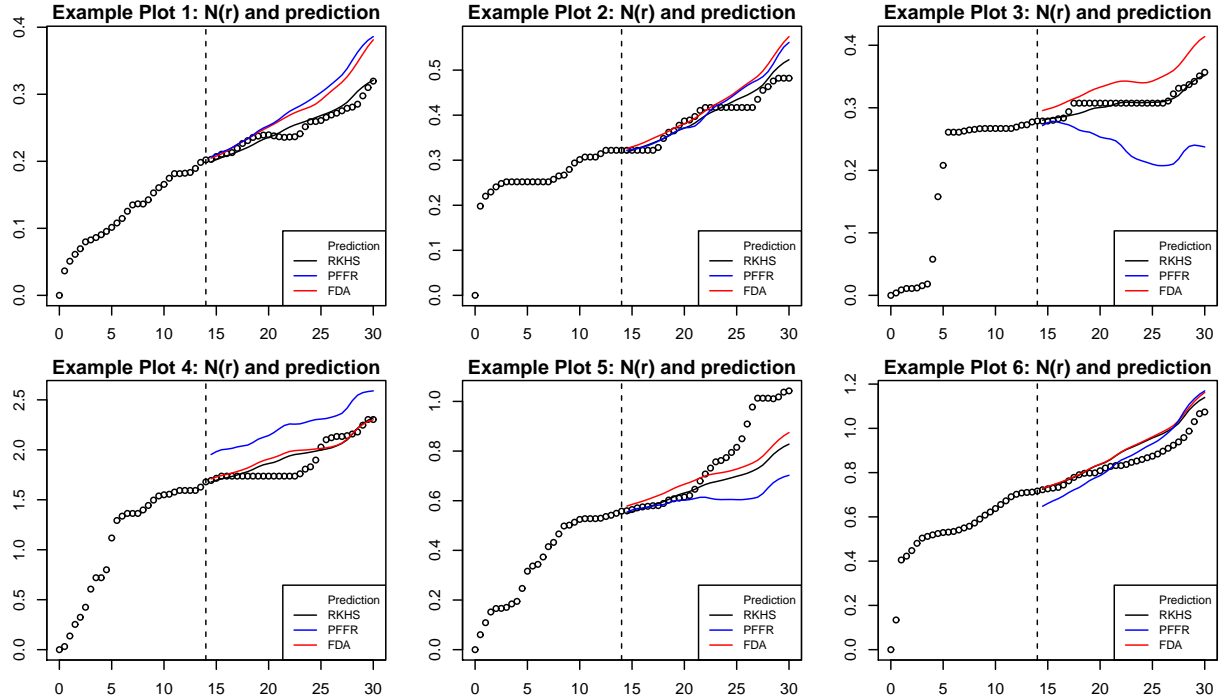 Example Plot 1: N(r) and prediction
0.0
0.1
0.2
0.3
0.4
0
5
10
15
20
25
30
Prediction
RKHS
PFFR
FDA
Example Plot 2: N(r) and prediction
0.0
0.1
0.2
0.3
0.4
0.5
0
5
10
15
20
25
30
Prediction
RKHS
PFFR
FDA
Example Plot 3: N(r) and prediction
0.0
0.1
0.2
0.3
0.4
0
5
10
15
20
25
30
Prediction
RKHS
PFFR
FDA
Example Plot 4: N(r) and prediction
0.0
0.5
1.0
1.5
2.0
2.5
0
5
10
15
20
25
30
Prediction
RKHS
PFFR
FDA
Example Plot 5: N(r) and prediction
0.0
0.2
0.4
0.6
0.8
1.0
0
5
10
15
20
25
30
Prediction
RKHS
PFFR
FDA
Example Plot 6: N(r) and prediction
0.0
0.2
0.4
0.6
0.8
1.0
1.2
0
5
10
15
20
25
30
Prediction
RKHS
PFFR
FDA